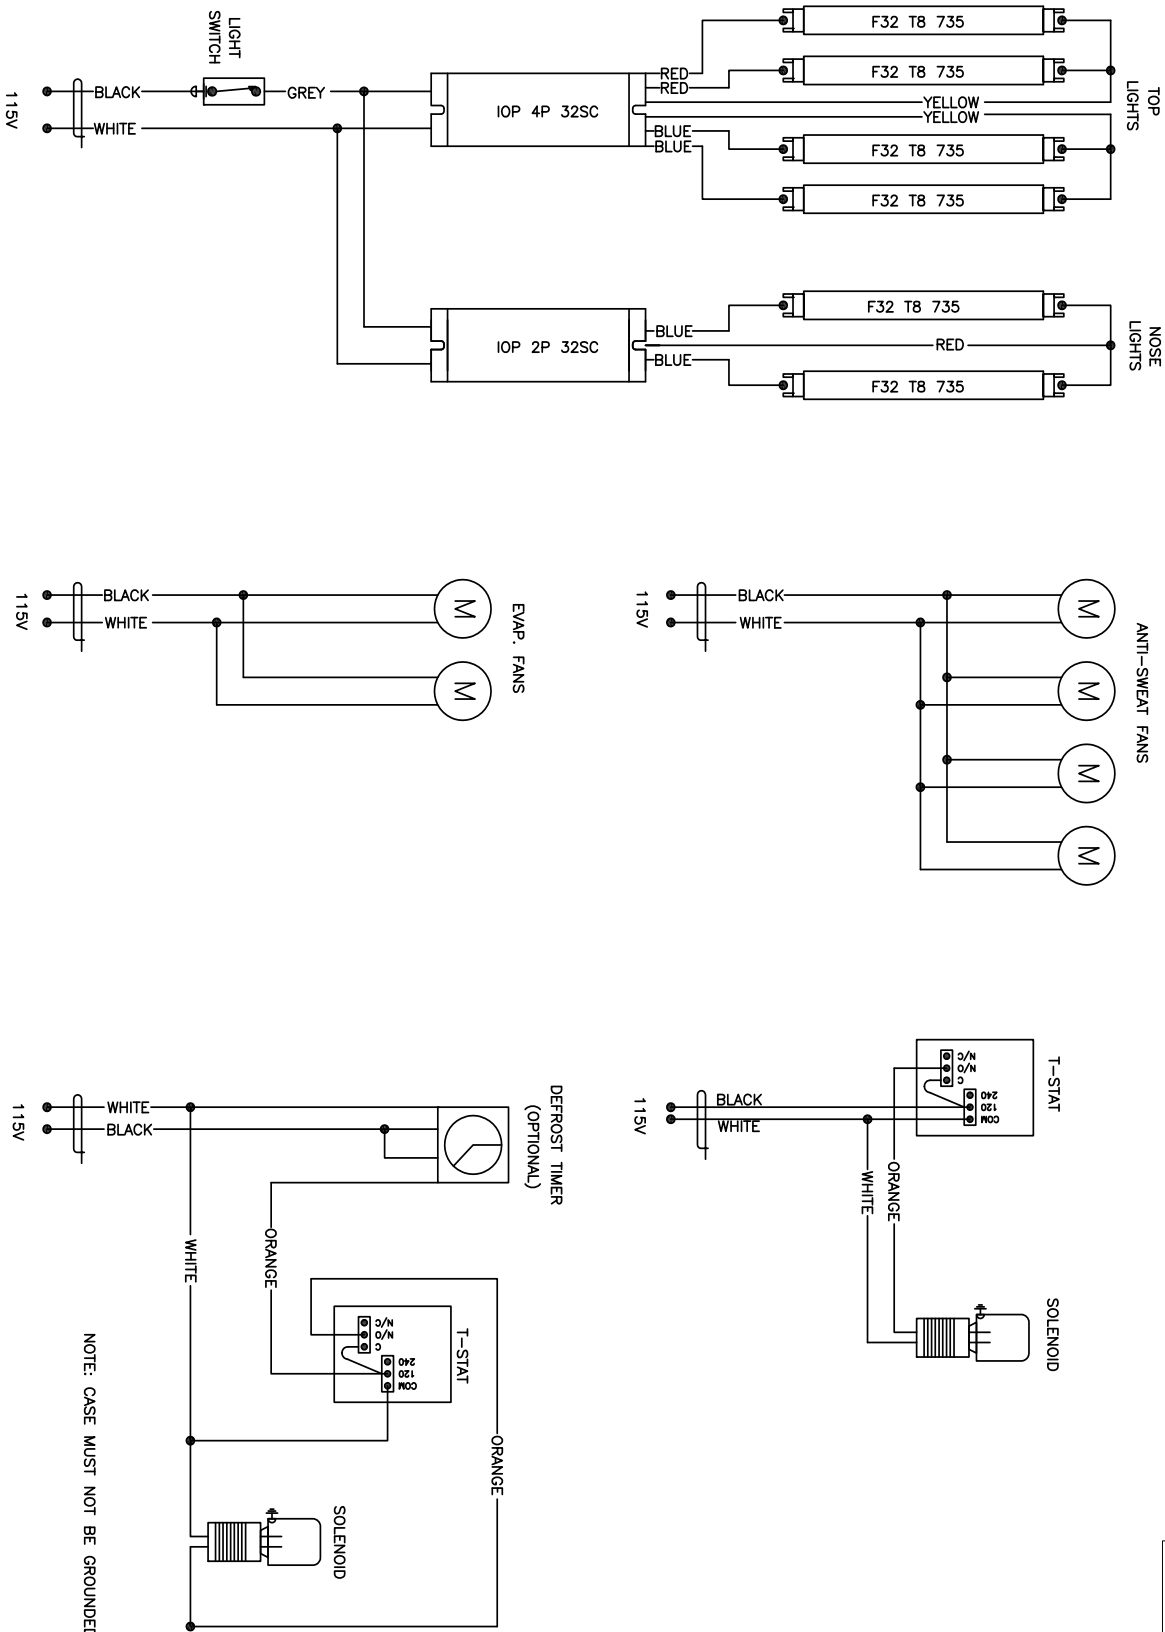 F32 T8 735
F32 T8 735
F32 T8 735
F32 T8 735
TOP
LIGHTS
RED
RED
YELLOW
YELLOW
BLUE
BLUE
IOP 4P 32SC
LIGHT
SWITCH
BLACK
GREY
WHITE
115V
F32 T8 735
F32 T8 735
NOSE
LIGHTS
BLUE
RED
BLUE
IOP 2P 32SC
BLACK
WHITE
115V
M
M
EVAP. FANS
BLACK
WHITE
115V
M
M
M
M
ANTI-SWEAT FANS
T-STAT
N/C
N/O
C
240
120
COM
BLACK
WHITE
115V
ORANGE
WHITE
SOLENOID
DEFROST TIMER
(OPTIONAL)
WHITE
BLACK
115V
WHITE
ORANGE
T-STAT
N/C
N/O
C
240
120
COM
ORANGE
SOLENOID
NOTE: CASE MUST NOT BE GROUNDED